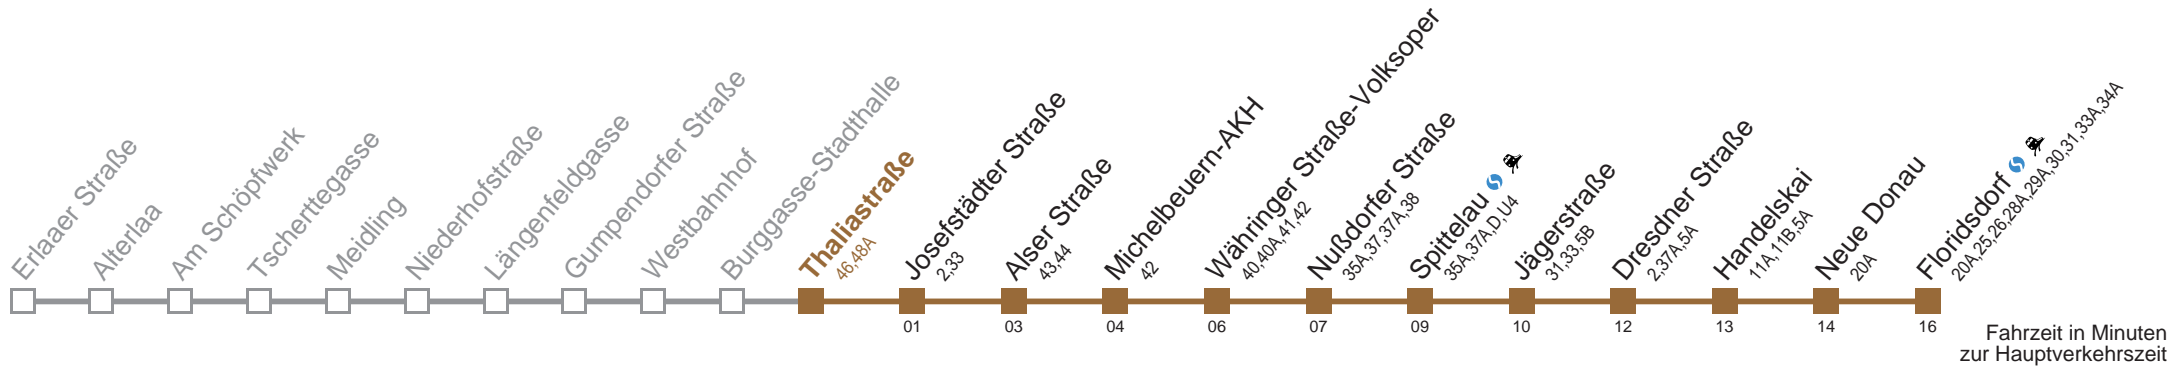 Erlaaer Straße
Alterlaa
Am Schöpfwerk
Tscherttegasse
Meidling
Niederhofstraße
Längenfeldgasse
Gumpendorfer Straße
Westbahnhof
Burggasse-Stadthalle
Thaliastraße
46,48A
Josefstädter Straße
2,33
Alser Straße
43,44
Michelbeuern-AKH
42
Währinger Straße-Volksoper
40,40A,41,42
Nußdorfer Straße
35A,37,37A,38
Spittelau
35A,37A,D,U4
Jägerstraße
31,33,5B
Dresdner Straße
2,37A,5A
Handelskai
11A,11B,5A
Neue Donau
20A
Floridsdorf
20A,25,26,28A,29A,30,31,33A,34A
01 03 04 06 07 09 10 12 13 14 16
Fahrzeit in Minuten
zur Hauptverkehrszeit